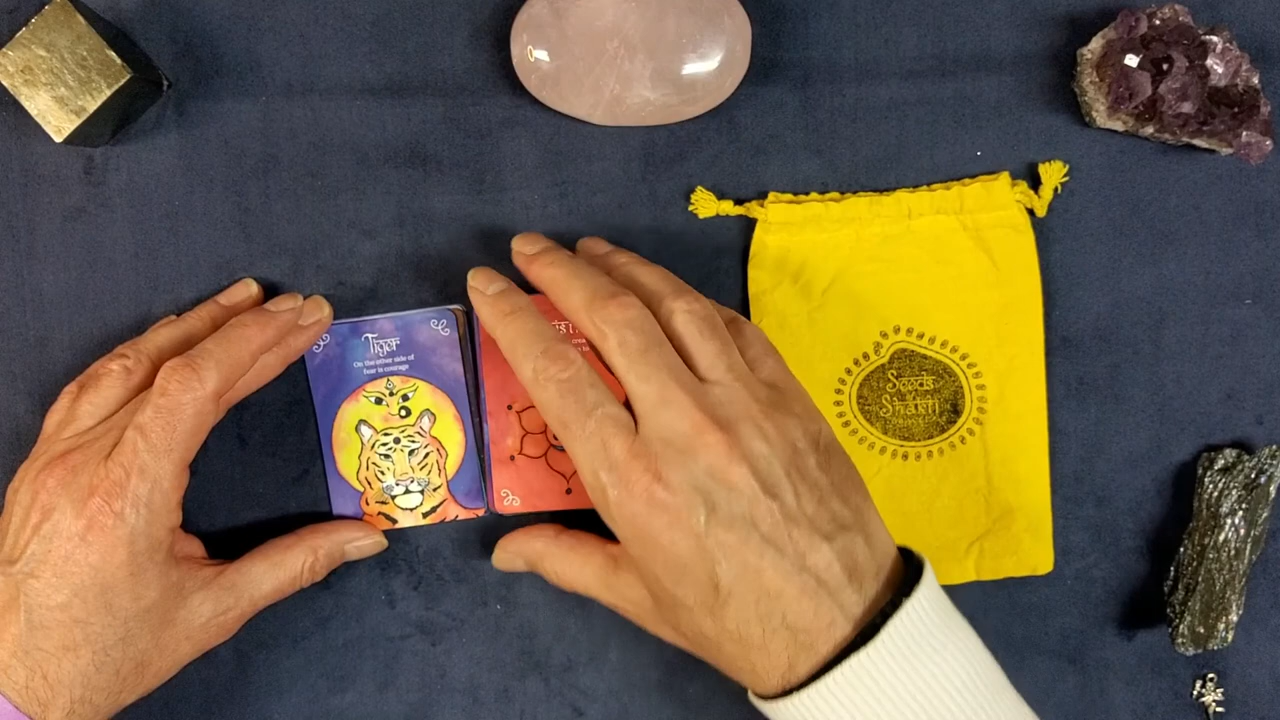 Tiger
On the other side of
fear is courage
Seeds
Shakti